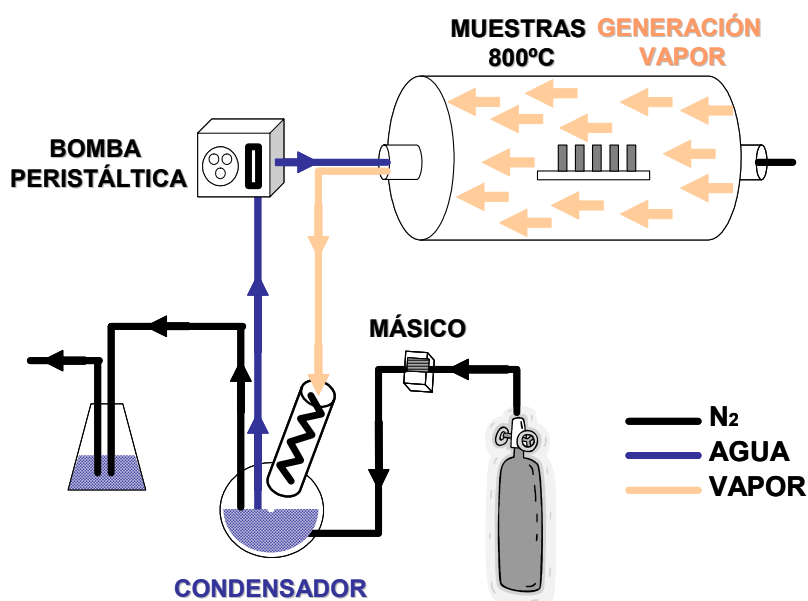 MUESTRAS
800ºC
GENERACIÓN
VAPOR
BOMBA
PERISTÁLTICA
MÁSICO
N2
AGUA
VAPOR
CONDENSADOR